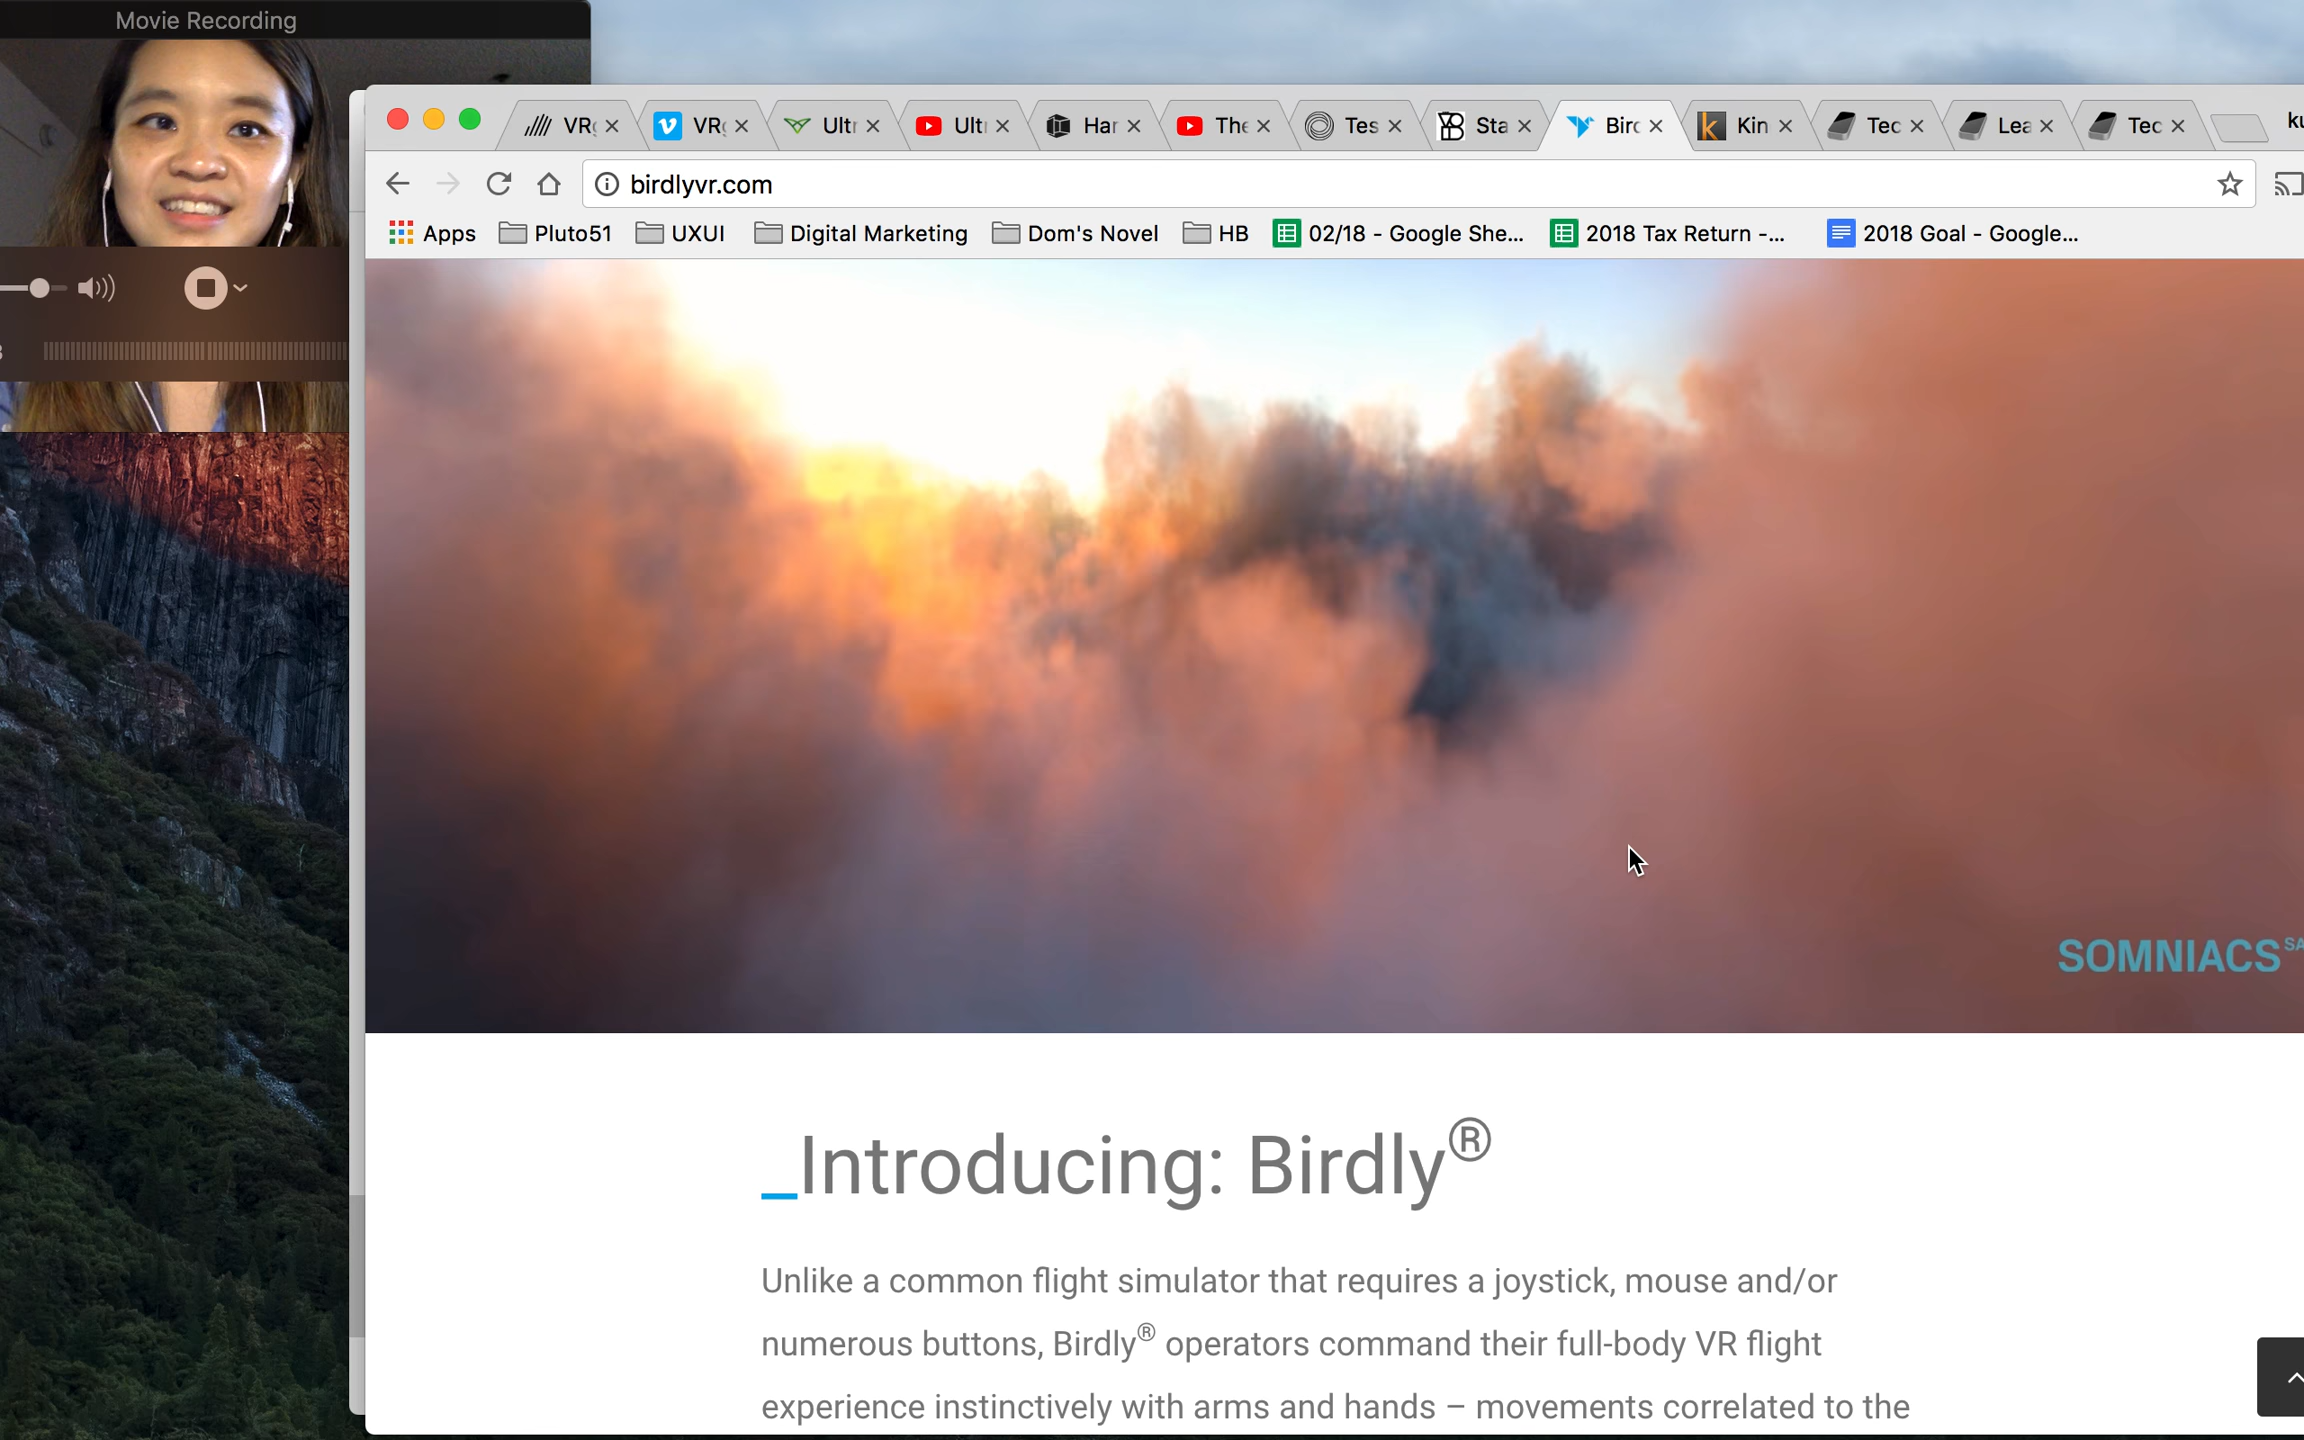 Movie Recording
VR
VR
Ult
Ult
Har
The
Tes
Sta
Birc
Kin
Tec
Lea
Tec
birdlyvr.com
Apps
Pluto51
UXUI
Digital Marketing
Dom's Novel
HB
02/18 - Google She...
2018 Tax Return -...
2018 Goal - Google...
SOMNIACS
_Introducing: Birdly®
Unlike a common flight simulator that requires a joystick, mouse and/or
numerous buttons, Birdly® operators command their full-body VR flight
experience instinctively with arms and hands – movements correlated to the